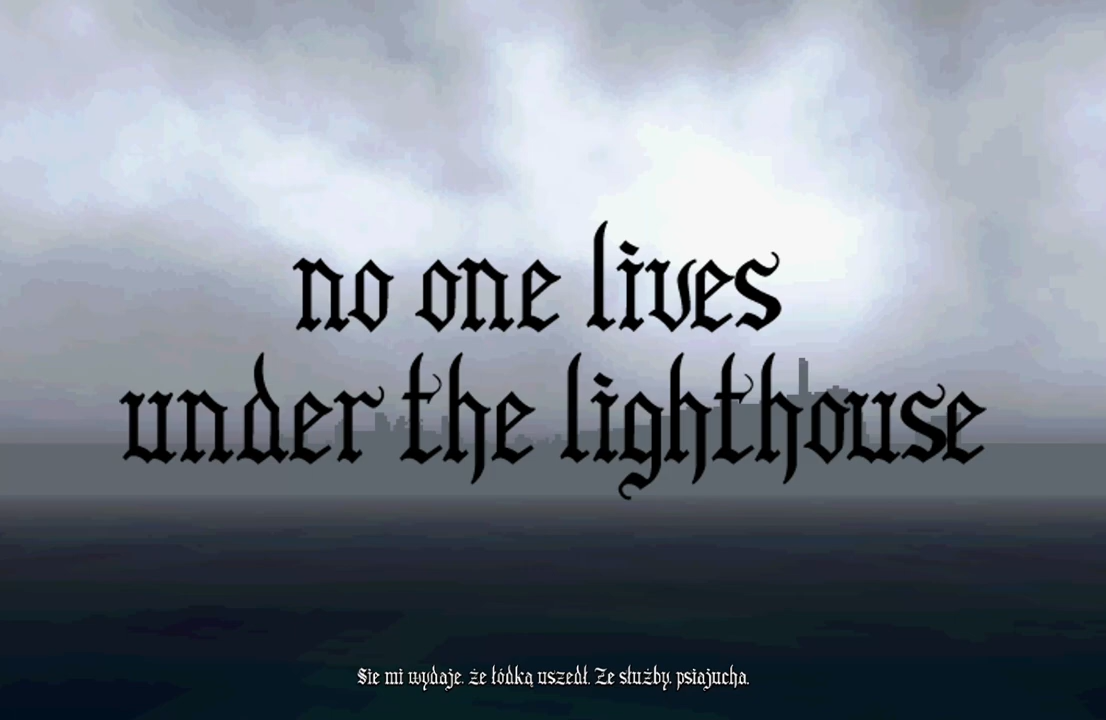 no one lives
under the lighthouse
Sie mi wydaje. że łódką uszedł. Ze służby. psiajucha.